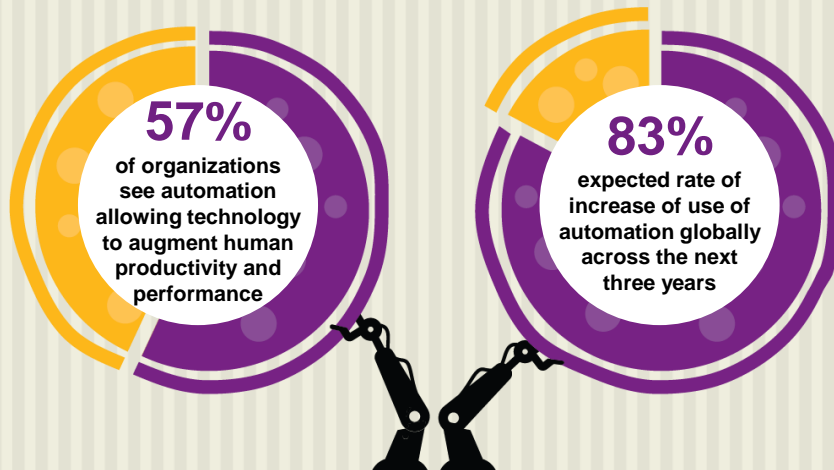 57%
of organizations
see automation
allowing technology
to augment human
productivity and
performance
83%
expected rate of
increase of use of
automation globally
across the next
three years